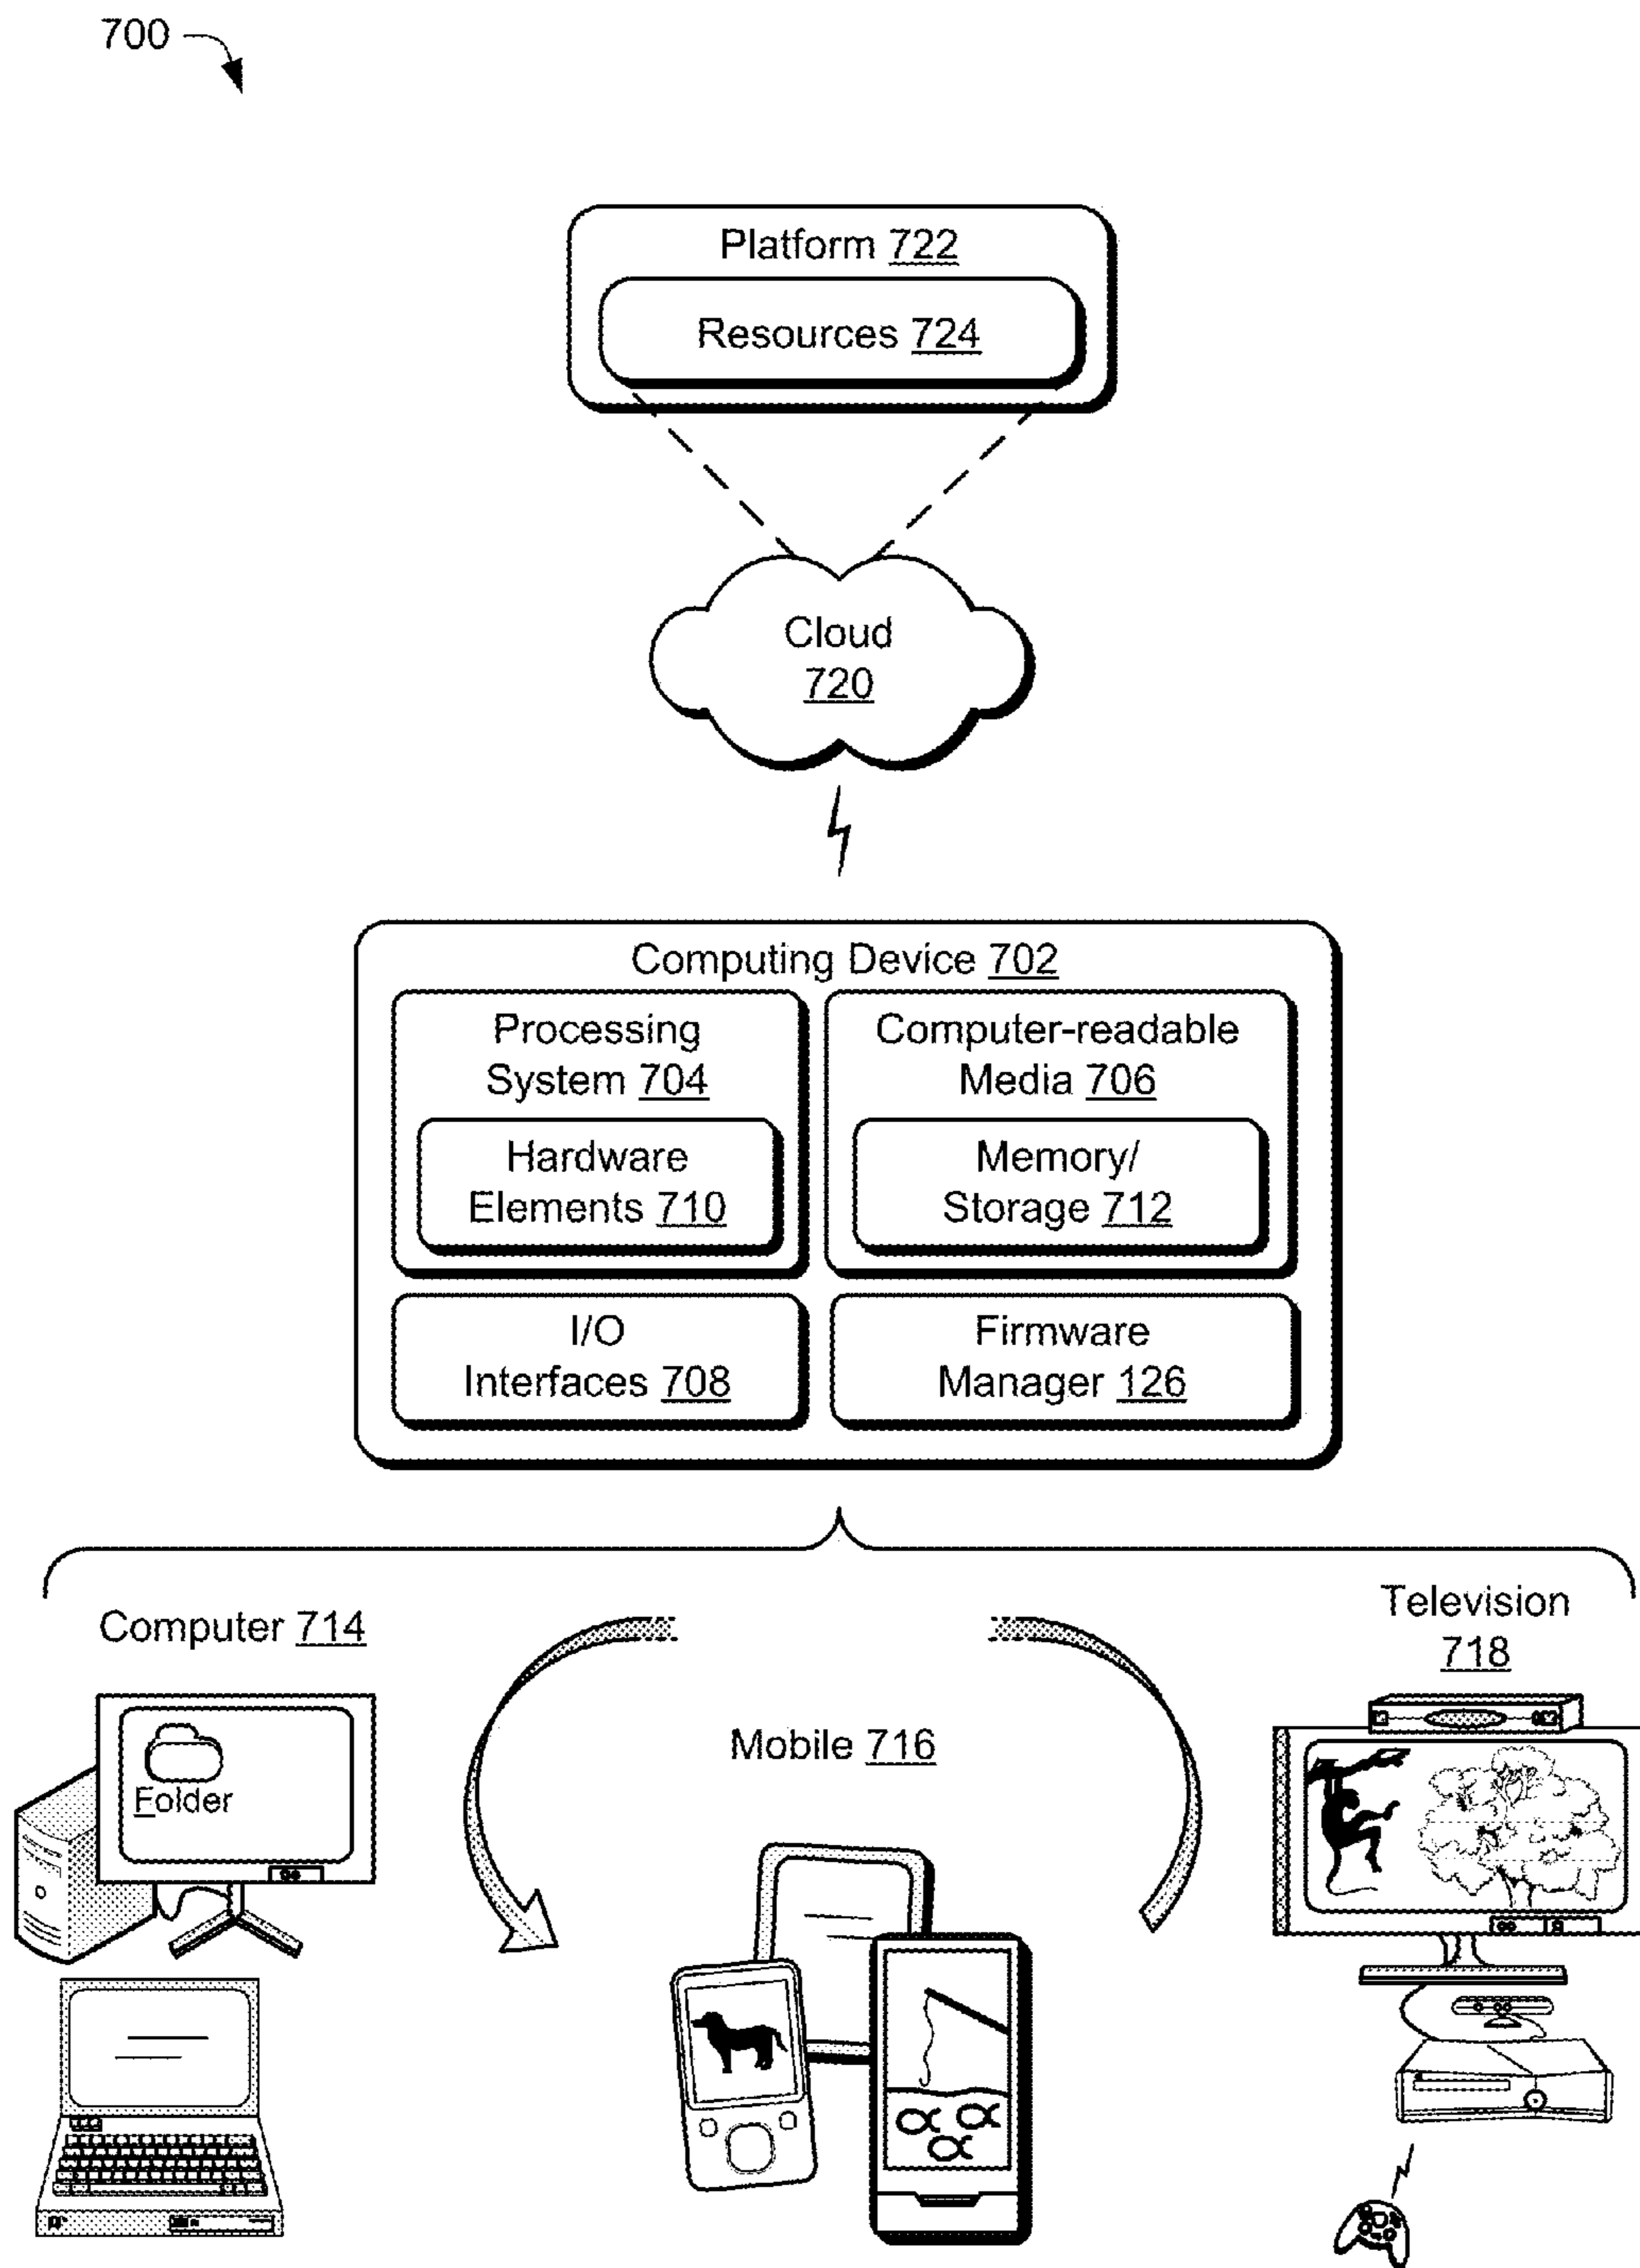 700
Platform 722
Resources 724
Cloud
720
Computing Device 702
Processing
System 704
Hardware
Elements 710
Computer-readable
Media 706
Memory/
Storage 712
I/O
Interfaces 708
Firmware
Manager 126
Computer 714
Folder
Mobile 716
Television
718